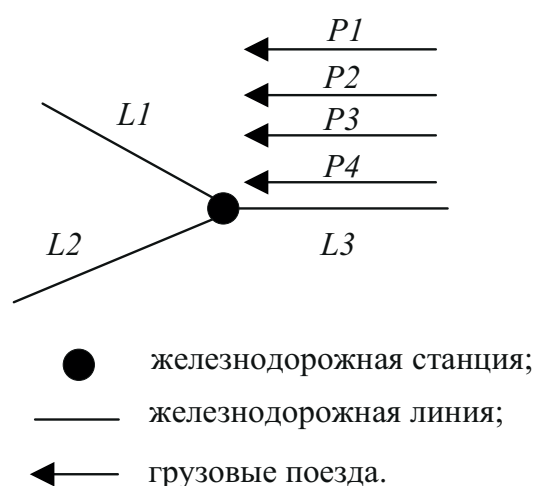 P1
P2
L1
P3
P4
L2
L3
железнодорожная станция;
железнодорожная линия;
грузовые поезда.